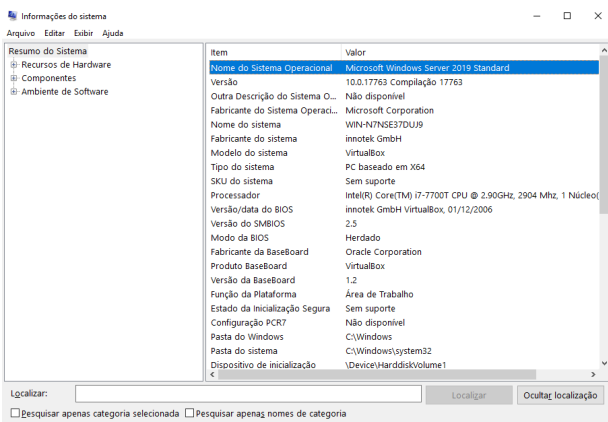 Informações do sistema
Arquivo Editar Exibir Ajuda
Resumo do Sistema
Recursos de Hardware
Componentes
Ambiente de Software
Item Valor
Nome do Sistema Operacional Microsoft Windows Server 2019 Standard
Versão 10.0.17763 Compilação 17763
Outra Descrição do Sistema O... Não disponível
Fabricante do Sistema Operaci... Microsoft Corporation
Nome do sistema WIN-N7NSE37DUJ9
Fabricante do sistema innotek GmbH
Modelo do sistema VirtualBox
Tipo do sistema PC baseado em X64
SKU do sistema Sem suporte
Processador Intel(R) Core(TM) i7-7700T CPU @ 2.90GHz, 2904 Mhz, 1 Núcleo(
Versão/data do BIOS innotek GmbH VirtualBox, 01/12/2006
Versão do SMBIOS 2.5
Modo da BIOS Herdado
Fabricante da BaseBoard Oracle Corporation
Produto BaseBoard VirtualBox
Versão da BaseBoard 1.2
Função da Plataforma Área de Trabalho
Estado da Inicialização Segura Sem suporte
Configuração PCR7 Não disponível
Pasta do Windows C:\Windows
Pasta do sistema C:\Windows\system32
Dispositivo de inicialização \Device\HarddiskVolume1
Localizar: Localizar Ocultar localização
Pesquisar apenas categoria selecionada Pesquisar apenas nomes de categoria